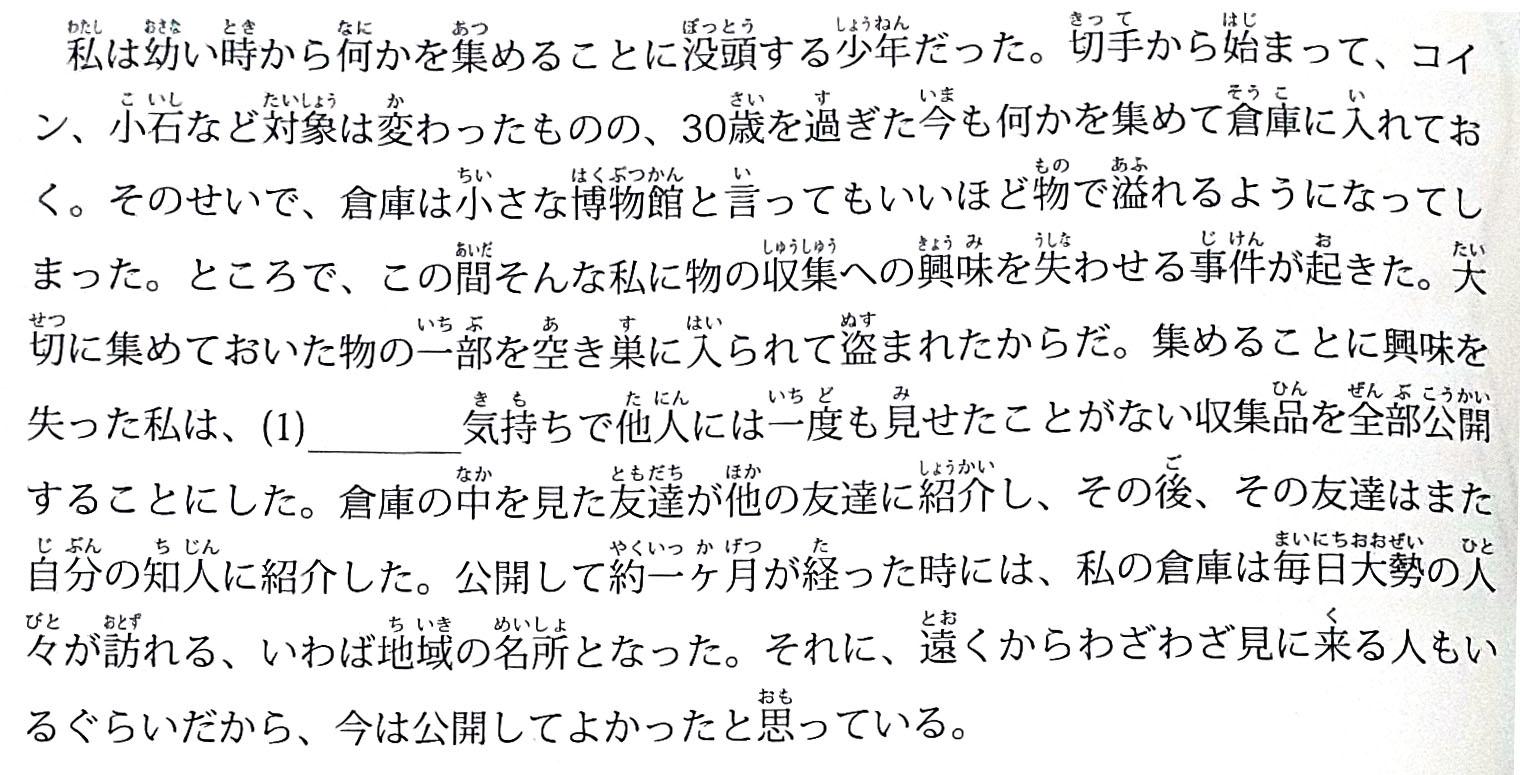 私は幼い時から何かを集めることに没頭する少年だった。切手から始まって、コイ
ン、小石など対象は変わったものの、30歳を過ぎた今も何かを集めて倉庫に入れてお
く。そのせいで、倉庫は小さな博物館と言ってもいいほど物で溢れるようになってし
まった。ところで、この間そんな私に物の収集への興味を失わせる事件が起きた。大
切に集めておいた物の一部を空き巣に入られて盗まれたからだ。集めることに興味を
失った私は、(1)________気持ちで他人には一度も見せたことがない収集品を全部公開
することにした。倉庫の中を見た友達が他の友達に紹介し、その後、その友達はまた
自分の知人に紹介した。公開して約一ヶ月が経った時には、私の倉庫は毎日大勢の人
々が訪れる、いわば地域の名所となった。それに、遠くからわざわざ見に来る人もい
るぐらいだから、今は公開してよかったと思っている。